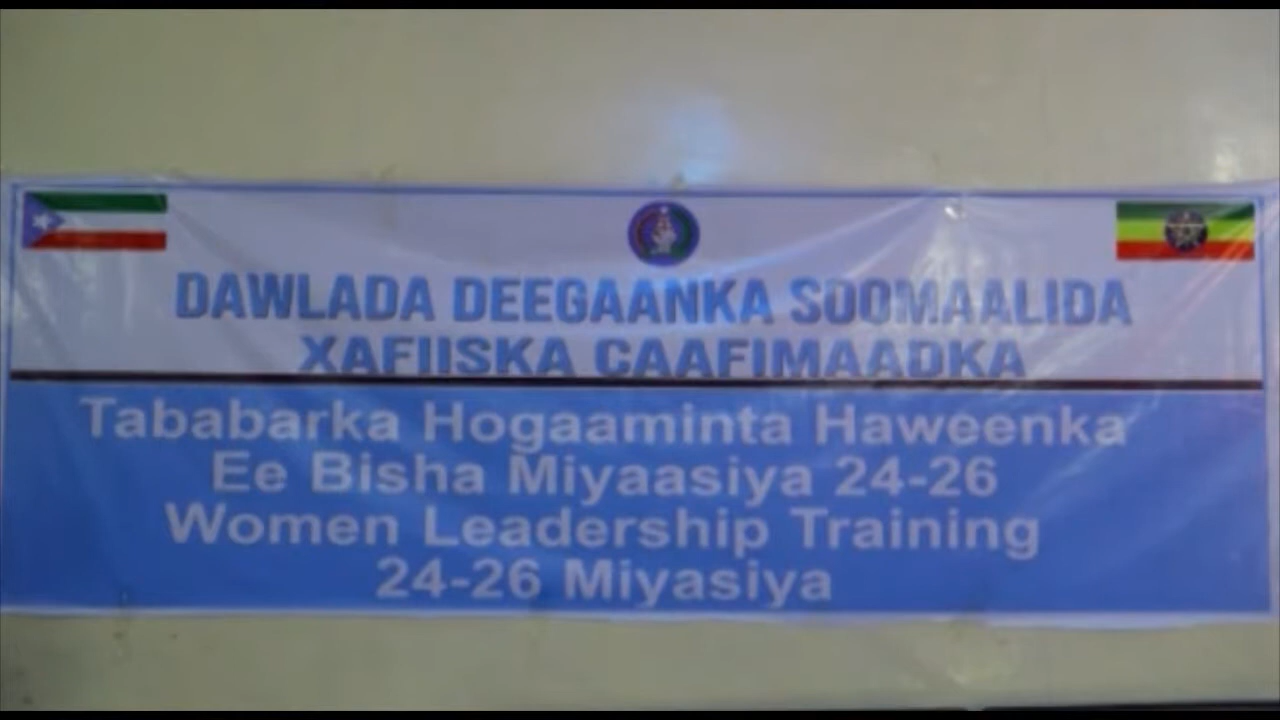 DAWLADA DEEGAANKA SOOMAALIDA
XAFIISKA CAAFIMAADKA
Tababarka Hogaaminta Haweenka
Ee Bisha Miyaasiya 24-26
Women Leadership Training
24-26 Miyasiya